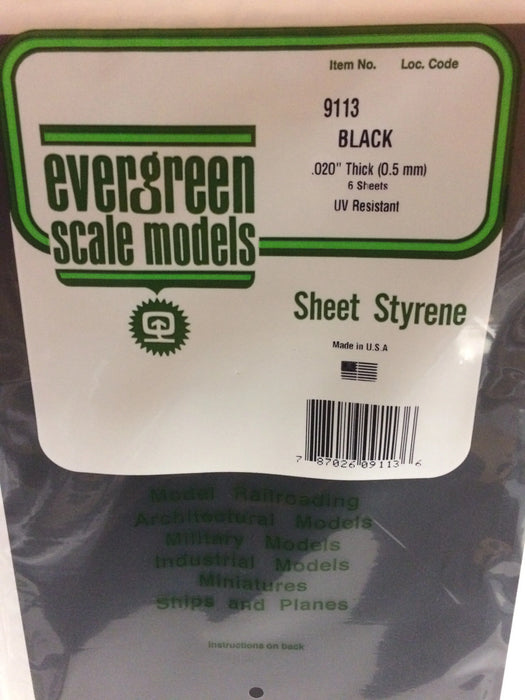 Item No. Loc. Code
9113
BLACK
.020" Thick (0.5 mm)
6 Sheets
UV Resistant
evergreen
scale models
Sheet Styrene
Made in U.S.A
7 87026 09113 6
Model Railroading
Architectural Models
Military Models
Industrial Models
Miniatures
Ships and Planes
Instructions on back